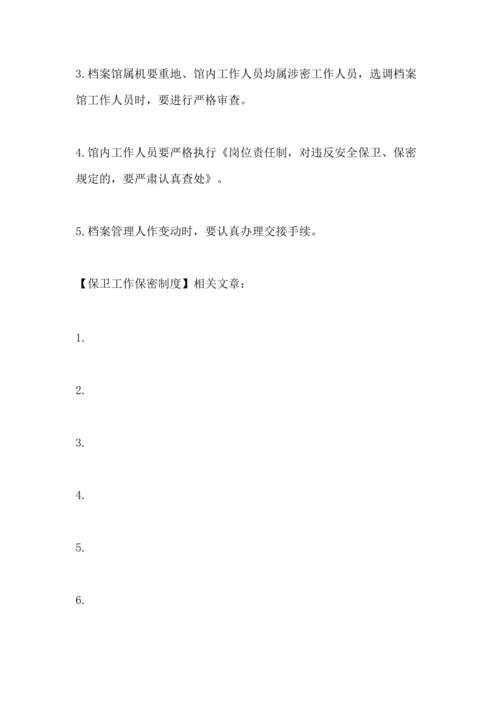 3.档案馆属机要重地、馆内工作人员均属涉密工作人员，选调档案
馆工作人员时，要进行严格审查。
4.馆内工作人员要严格执行《岗位责任制，对违反安全保卫、保密
规定的，要严肃认真查处》。
5.档案管理人作变动时，要认真办理交接手续。
【保卫工作保密制度】相关文章：
1.
2.
3.
4.
5.
6.